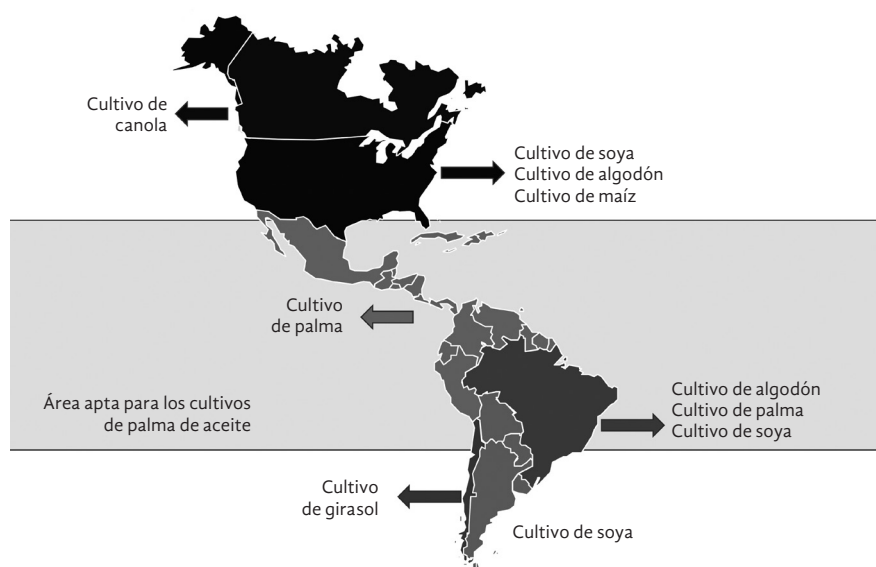 Cultivo de
canola
Cultivo de soya
Cultivo de algodón
Cultivo de maíz
Cultivo
de palma
Área apta para los cultivos
de palma de aceite
Cultivo de algodón
Cultivo de palma
Cultivo de soya
Cultivo
de girasol
Cultivo de soya